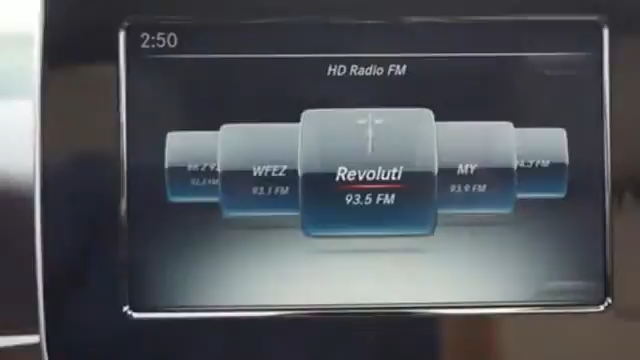 2:50
HD Radio FM
WFEZ
93.1 FM
Revoluti
93.5 FM
MY
93.9 FM